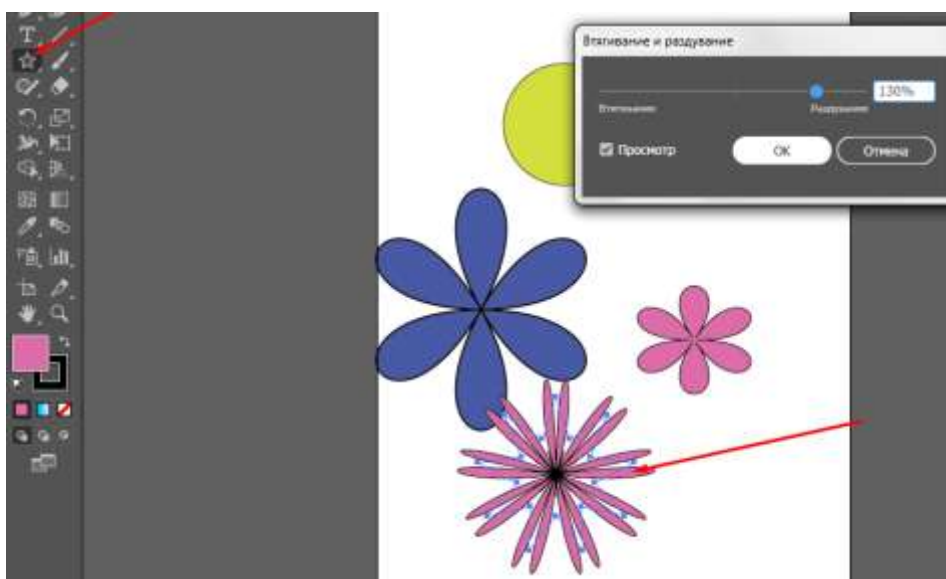 Втягивание и раздувание
130%
Втягивание
Раздувание
Просмотр
OK
Отмена